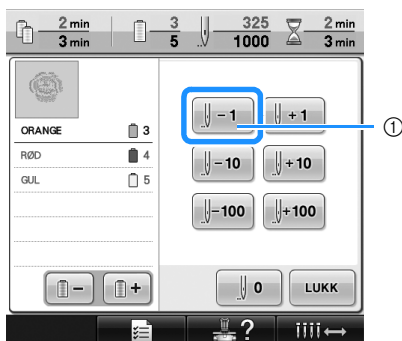 2 min 3 325 2 min
3 min 5 1000 3 min
- 1 + 1 ①
ORANGE 3
RØD 4 - 10 + 10
GUL 5
-100 +100
- + 0 LUKK
?